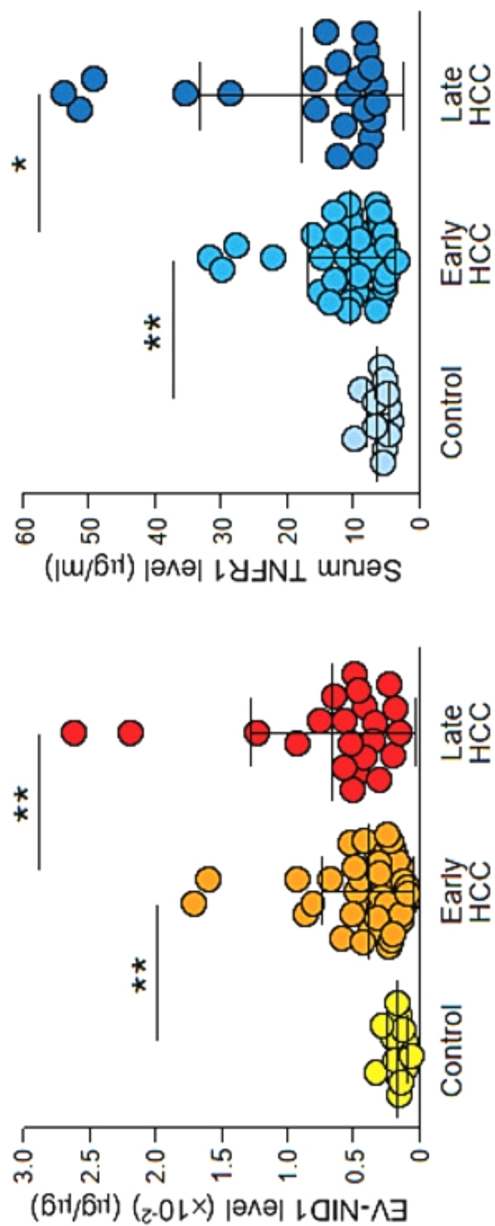 EV-NID1 level (x10⁻²) (µg/µg)
3.0
2.5
2.0
1.5
1.0
0.5
0
**
**
Control
Early
HCC
Late
HCC
Serum TNFR1 level (µg/ml)
60
50
40
30
20
10
0
**
*
Control
Early
HCC
Late
HCC